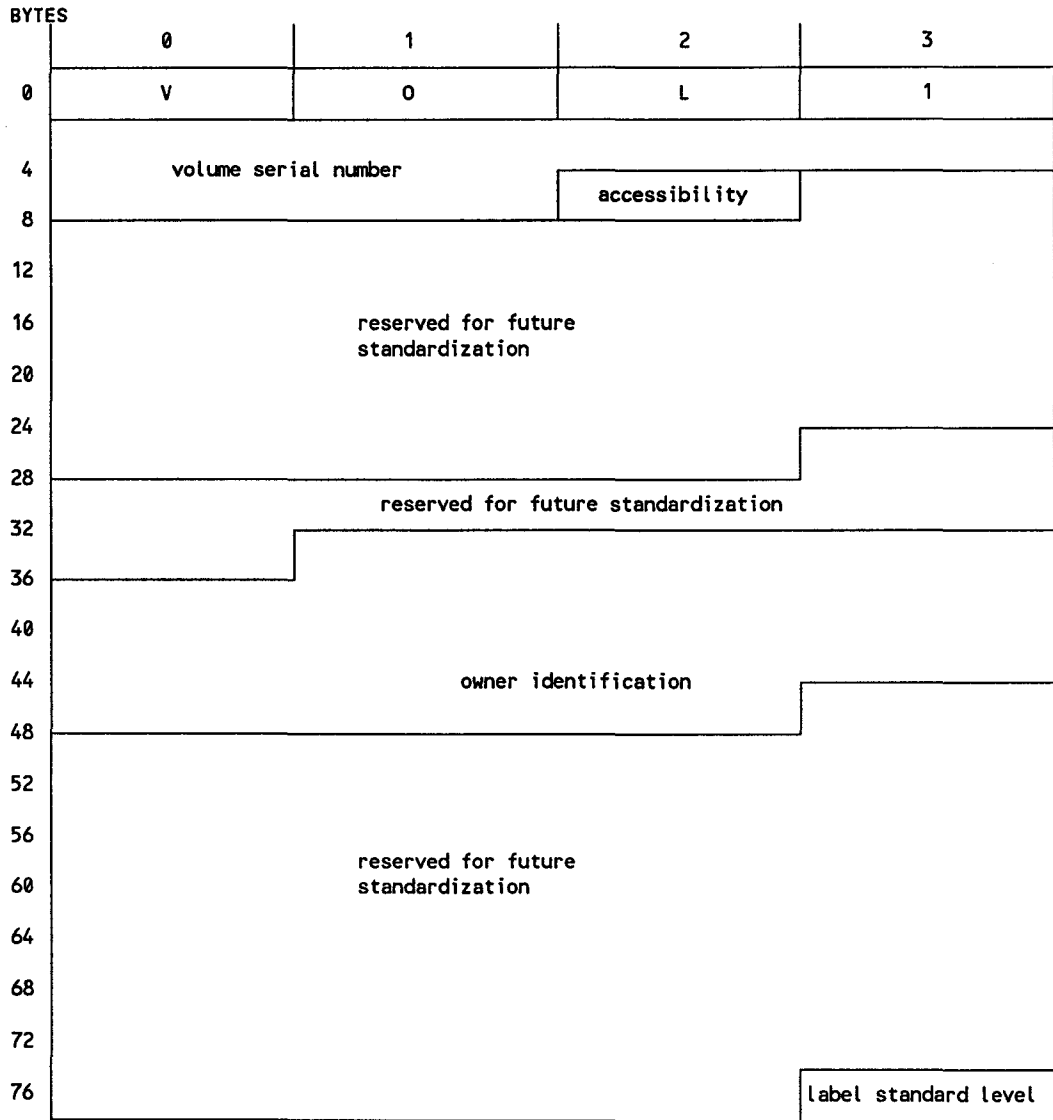 BYTES
0 1 2 3
0 V O L 1
4 volume serial number
accessibility
8
12
16 reserved for future
standardization
20
24
28
reserved for future standardization
32
36
40
44 owner identification
48
52
56
reserved for future
60 standardization
64
68
72
76 label standard level